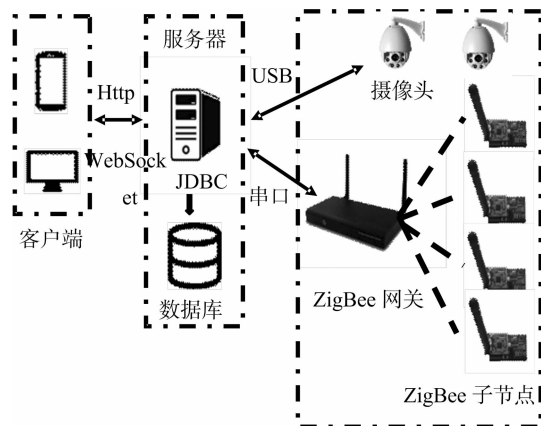 服务器
USB
摄像头
Http
WebSock
et
JDBC
串口
客户端
数据库
ZigBee 网关
ZigBee 子节点